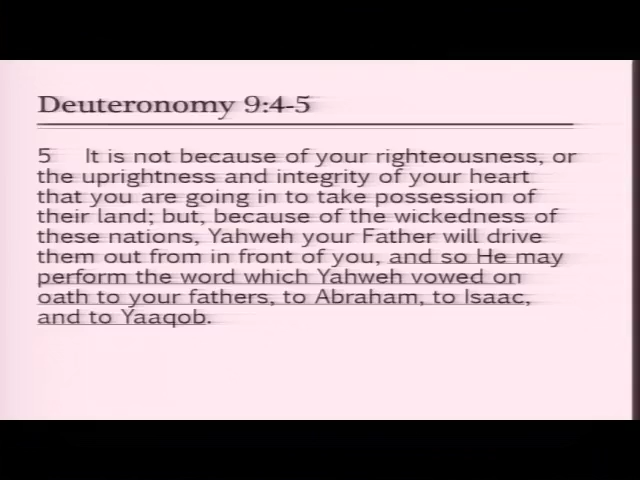 Deuteronomy 9:4-5
5 It is not because of your righteousness, or
the uprightness and integrity of your heart
that you are going in to take possession of
their land; but, because of the wickedness of
these nations, Yahweh your Father will drive
them out from in front of you, and so He may
perform the word which Yahweh vowed on
oath to your fathers, to Abraham, to Isaac,
and to Yaaqob.